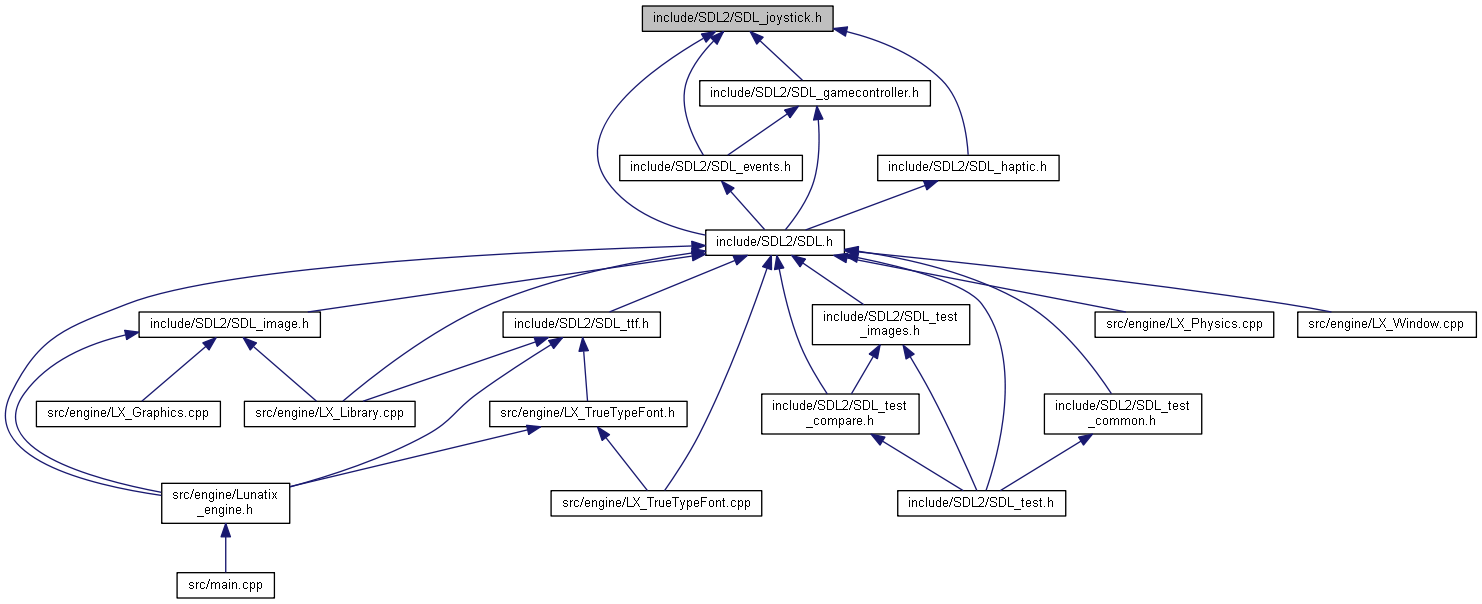 include/SDL2/SDL_joystick.h
include/SDL2/SDL_gamecontroller.h
include/SDL2/SDL_events.h
include/SDL2/SDL_haptic.h
include/SDL2/SDL.h
include/SDL2/SDL_image.h
include/SDL2/SDL_ttf.h
include/SDL2/SDL_test
_images.h
src/engine/LX_Physics.cpp
src/engine/LX_Window.cpp
src/engine/LX_Graphics.cpp
src/engine/LX_Library.cpp
src/engine/LX_TrueTypeFont.h
include/SDL2/SDL_test
_compare.h
include/SDL2/SDL_test
_common.h
src/engine/Lunatix
_engine.h
src/engine/LX_TrueTypeFont.cpp
include/SDL2/SDL_test.h
src/main.cpp